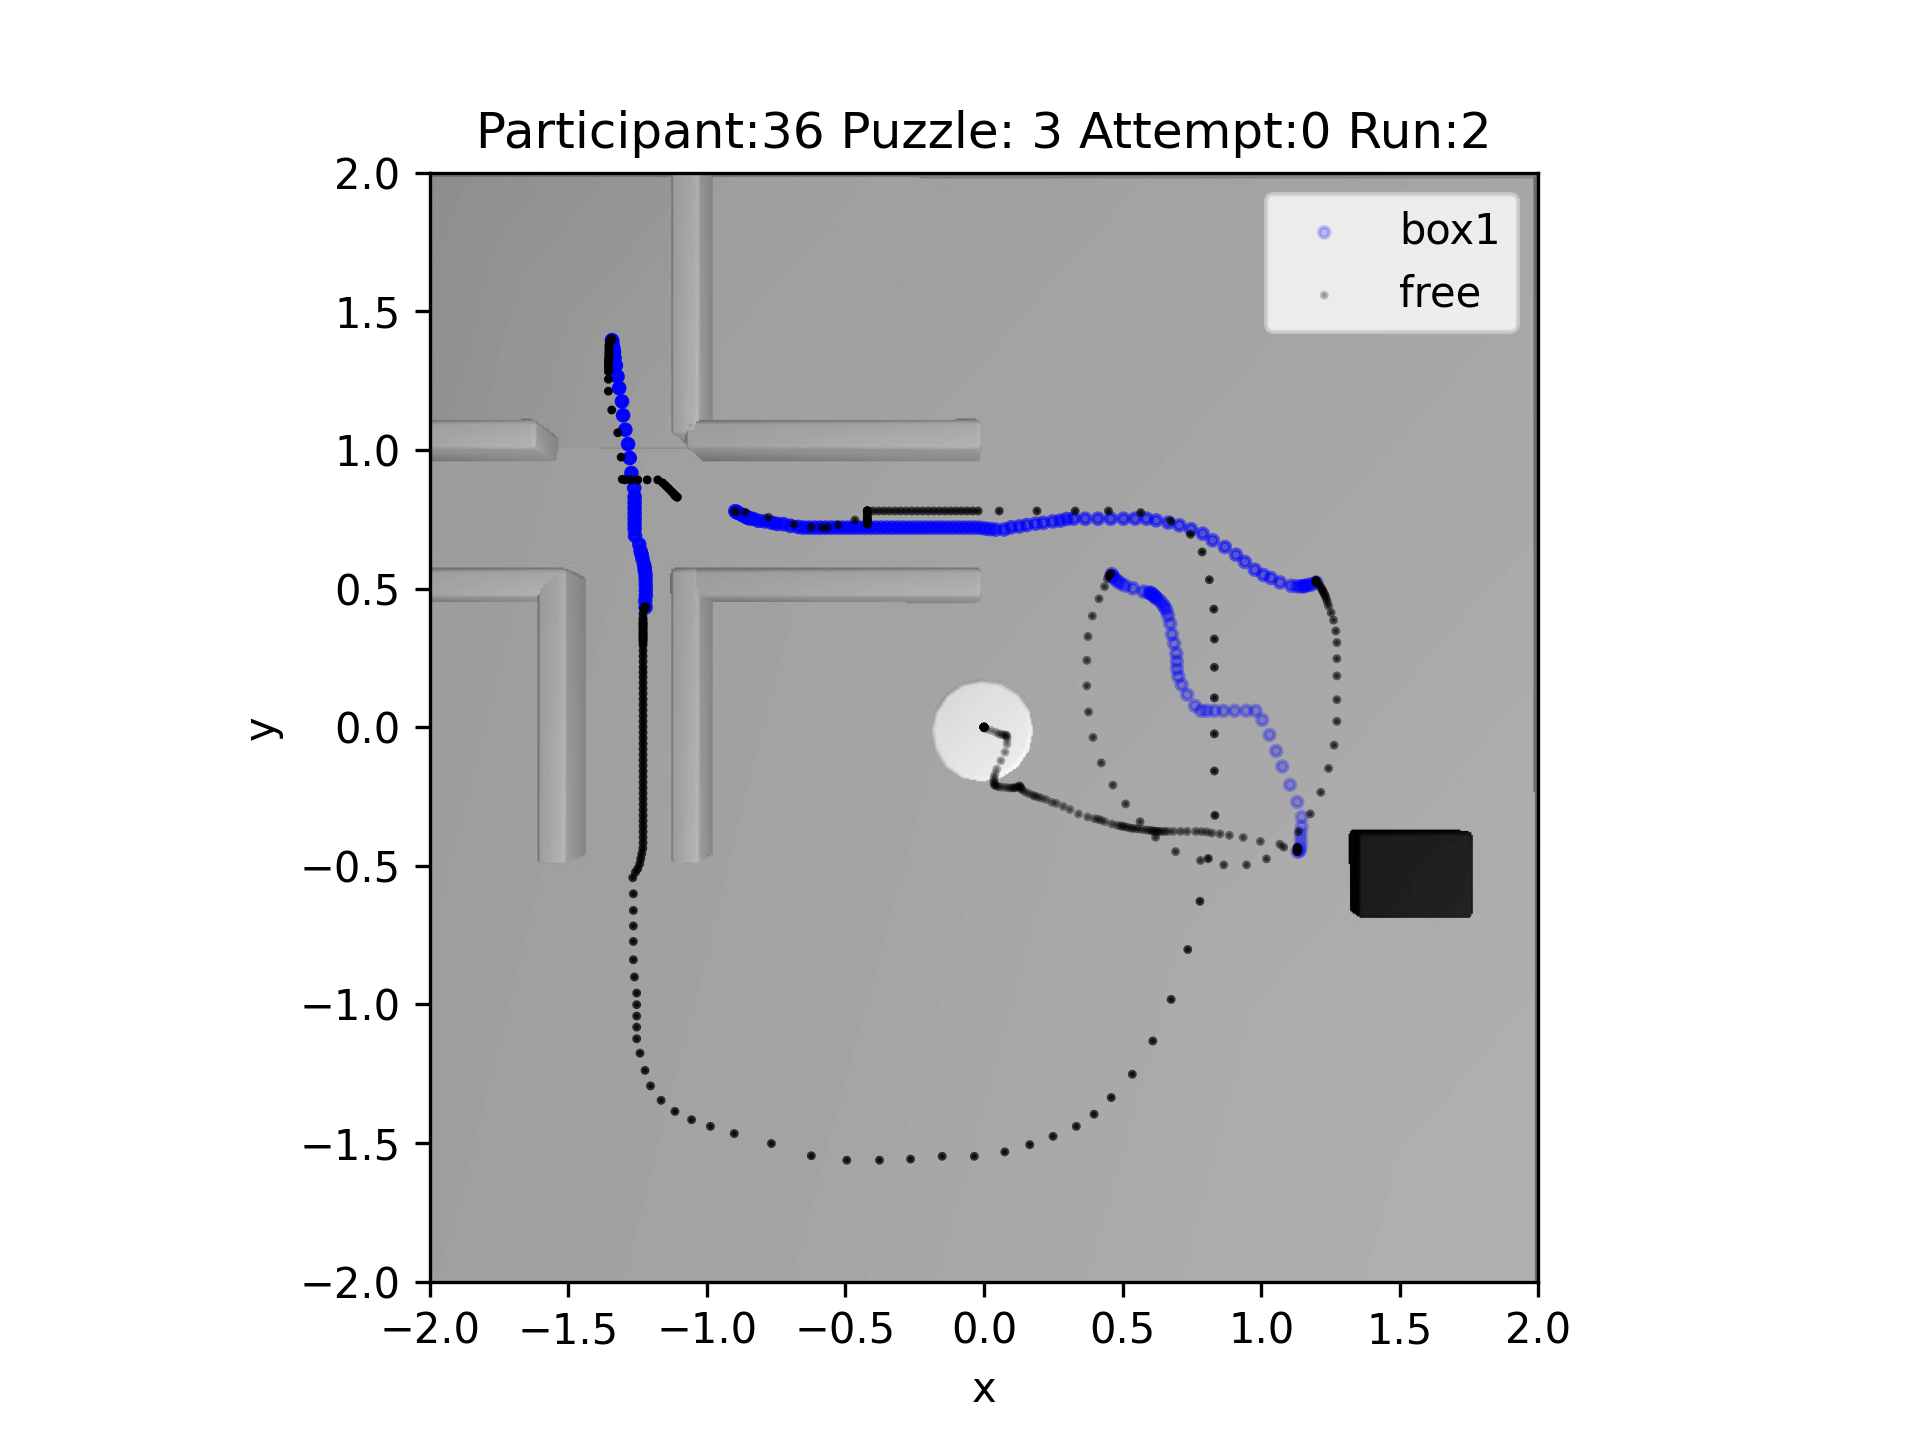 Participant:36 Puzzle: 3 Attempt:0 Run:2
box1
free
2.0
1.5
1.0
0.5
0.0
−0.5
−1.0
−1.5
−2.0
y
−2.0 −1.5 −1.0 −0.5 0.0 0.5 1.0 1.5 2.0
x